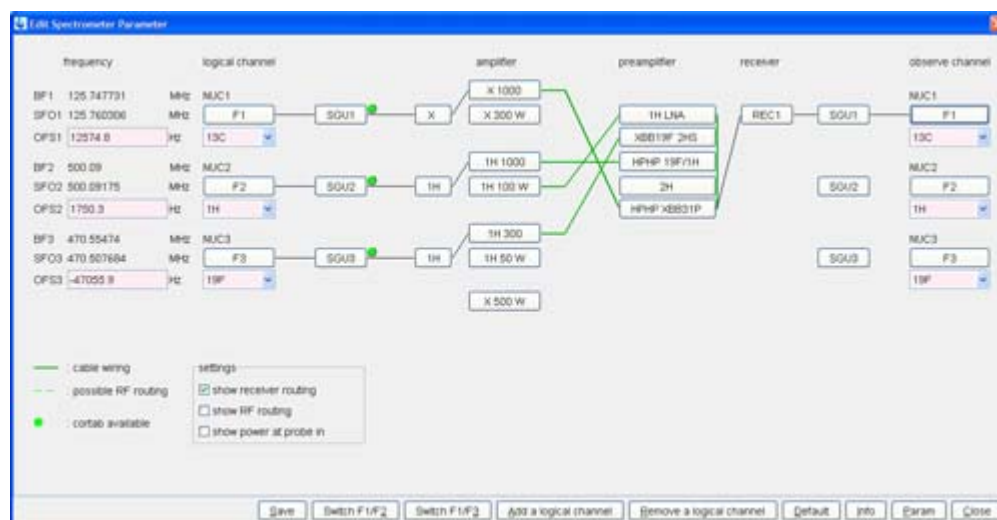 Edit Spectrometer Parameter
frequency logical channel amplifier preamplifier receiver observe channel
BF1 125.747731 MHz NUC1 X 1000 NUC1
SFO1 125.760306 MHz F1 SGU1 X X 300 W 1H LNA REC1 SGU1 F1
OFS1 12574.8 Hz 13C XBB19F 2HS 13C
BF2 500.09 MHz NUC2 1H 1000 HPHP 19F/1H NUC2
SFO2 500.09175 MHz F2 SGU2 1H 1H 100 W 2H SGU2 F2
OFS2 1750.3 Hz 1H HPHP XBB31P 1H
BF3 470.55474 MHz NUC3 1H 300 NUC3
SFO3 470.507684 MHz F3 SGU3 1H 1H 50 W SGU3 F3
OFS3 -47055.9 Hz 19F 19F
X 500 W
cable wiring settings
possible RF routing show receiver routing
show RF routing
cortab available show power at probe in
Save Switch F1/F2 Switch F1/F3 Add a logical channel Remove a logical channel Default Info Param Close